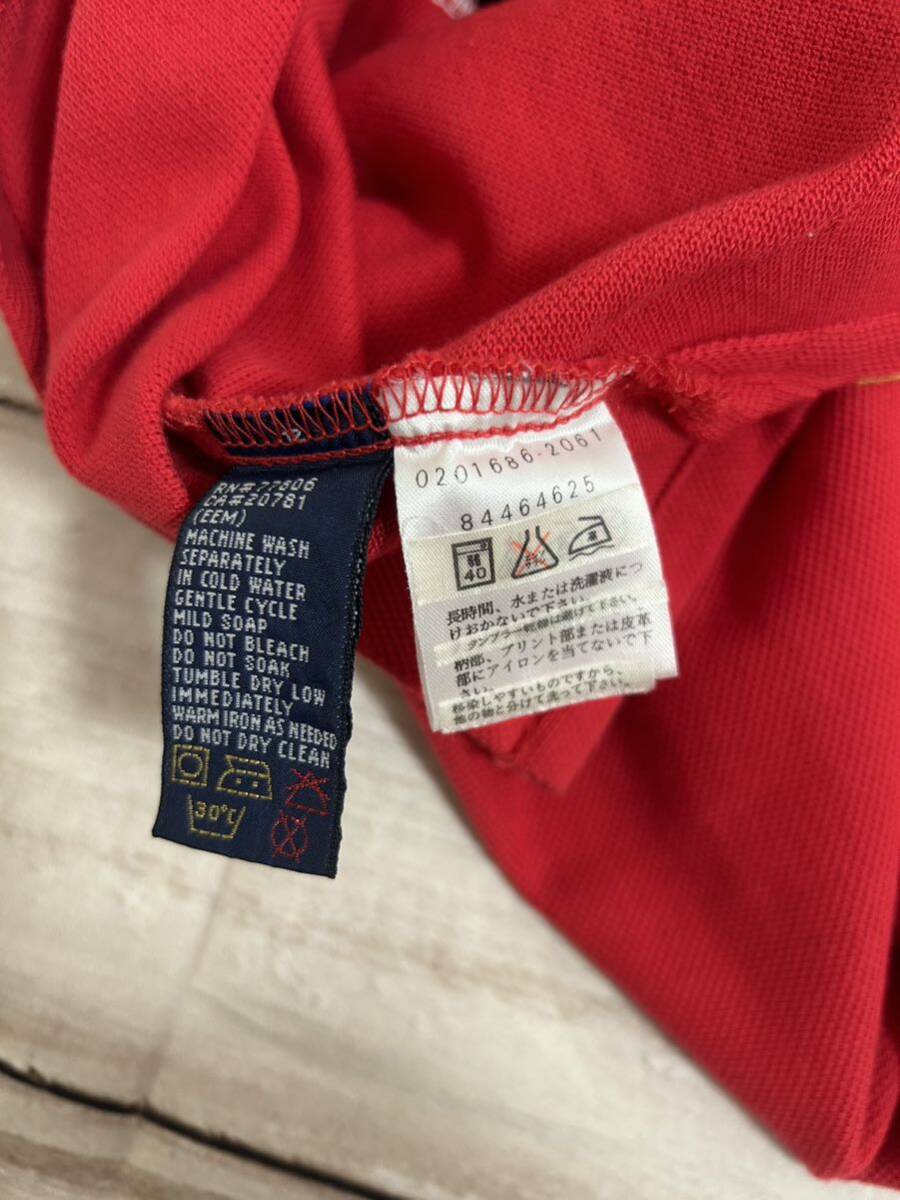 12
RN#77806
CA#20781
(EEM)
MACHINE WASH
SEPARATELY
IN COLD WATER
GENTLE CYCLE
MILD SOAP
DO NOT BLEACH
DO NOT SOAK
TUMBLE DRY LOW
IMMEDIATELY
WARM IRON AS NEEDED
DO NOT DRY CLEAN
30°C
0201686-2061
84464625
弱
40
中
長時間、水または洗濯液につ
けおかないで下さい。
タンブラー乾燥は避けて下さい。
柄部、プリント部または皮革
部にアイロンを当てないで下
さい。
移染しやすいものですから、
他の物と分けて洗って下さい。